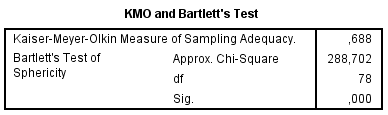 KMO and Bartlett's Test
Kaiser-Meyer-Olkin Measure of Sampling Adequacy. ,688
Bartlett's Test of Approx. Chi-Square 288,702
Sphericity
df 78
Sig. ,000